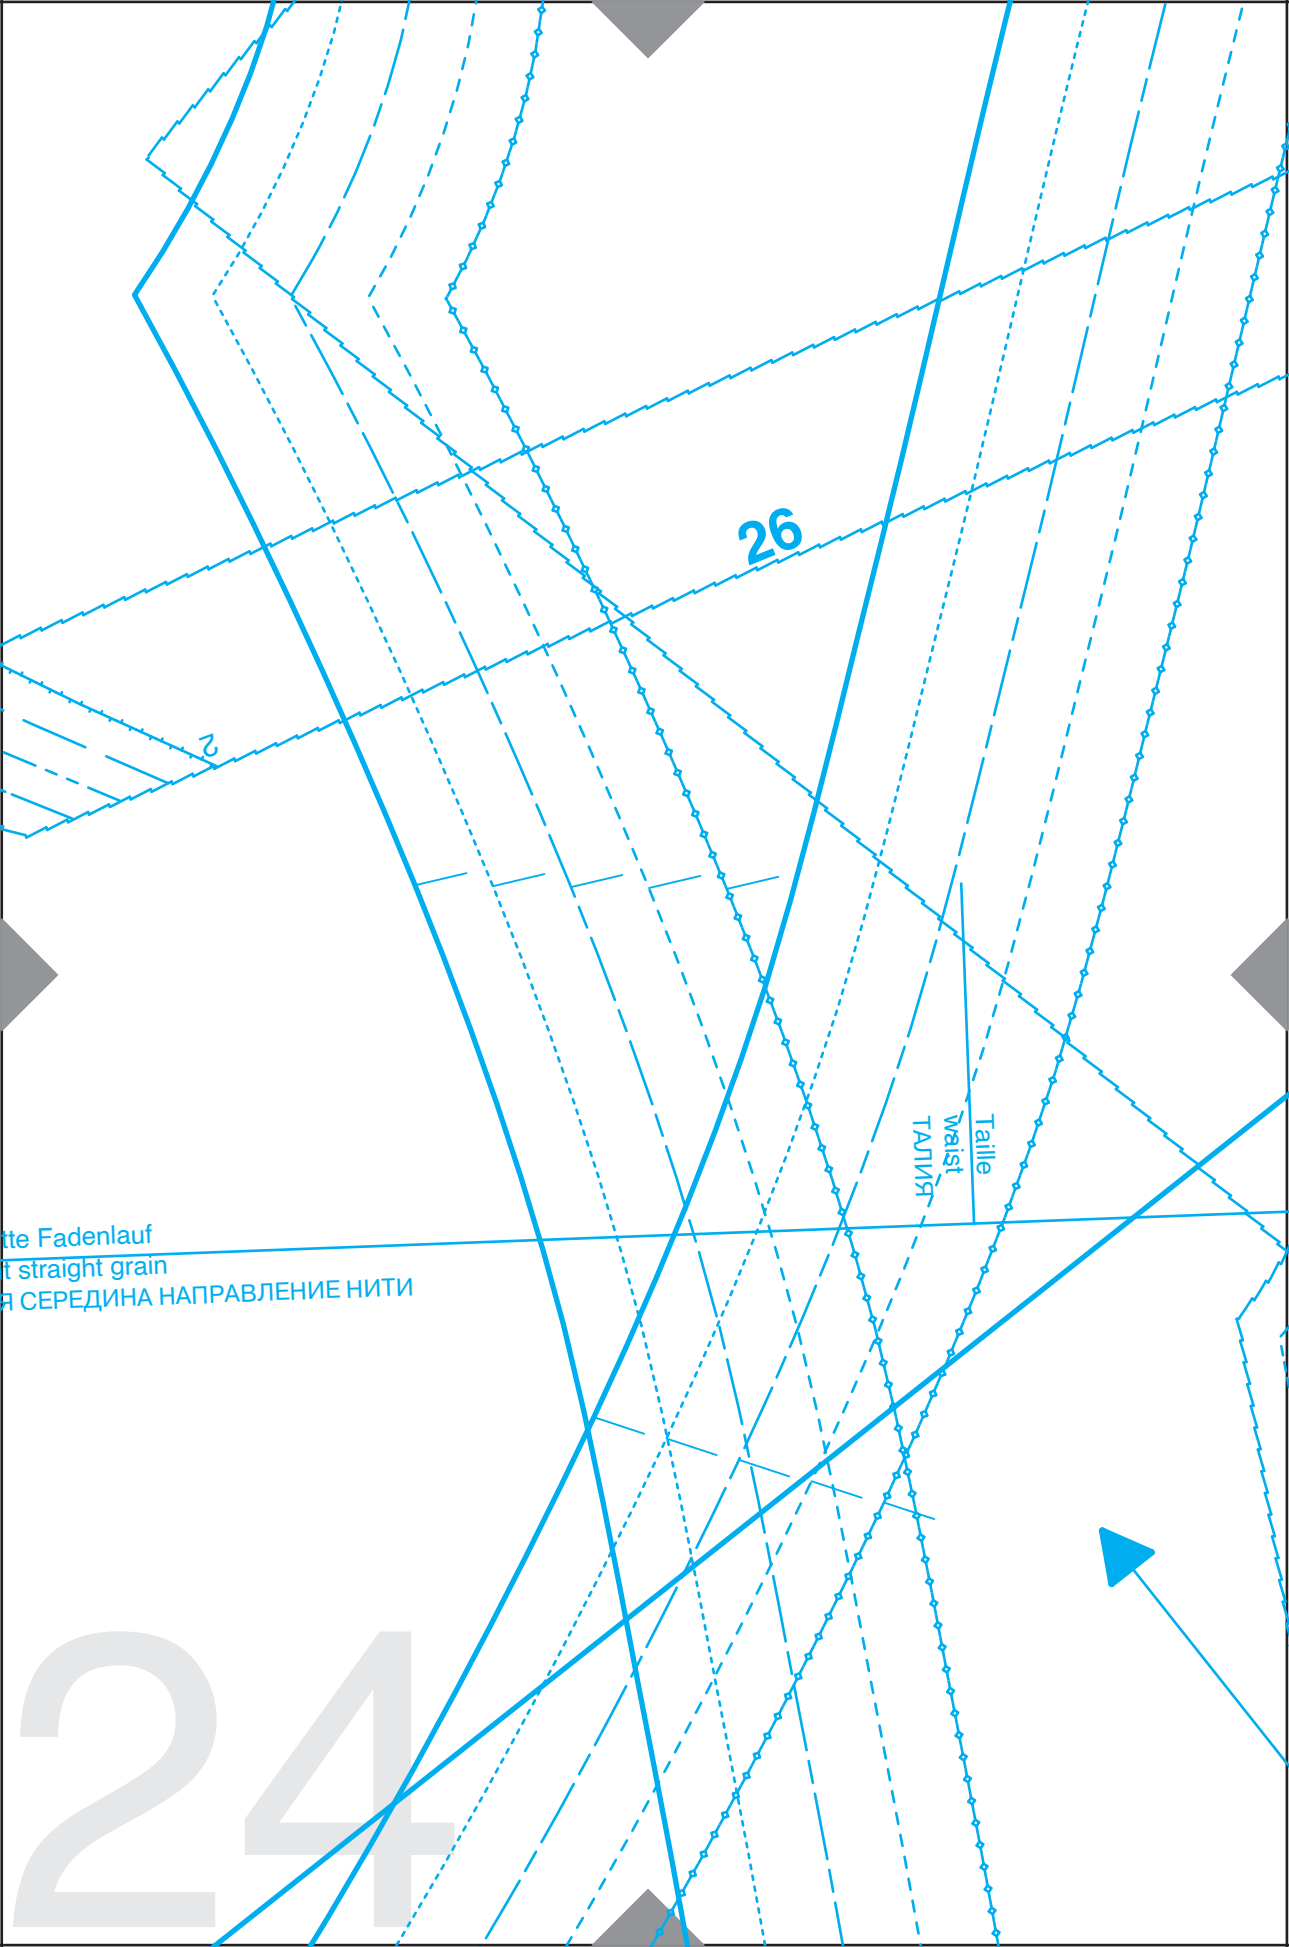 26
2
Taille
waist
ТАЛИЯ
tte Fadenlauf
t straight grain
Я СЕРЕДИНА НАПРАВЛЕНИЕ НИТИ
24